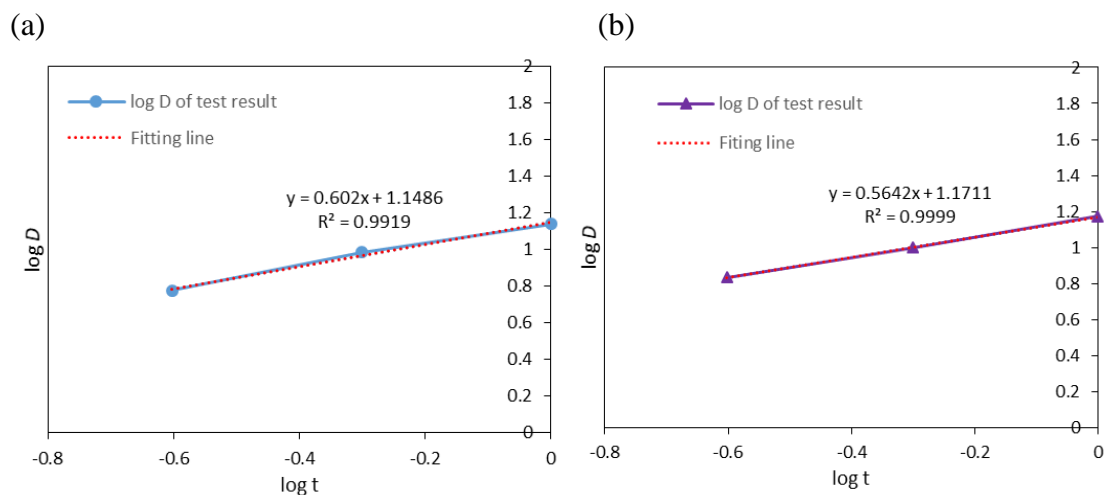 (a)
2
1.8
1.6
1.4
1.2
1
0.8
0.6
0.4
0.2
0
log D of test result
Fitting line
y = 0.602x + 1.1486
R² = 0.9919
log D
-0.8
-0.6
-0.4
-0.2
0
log t
(b)
2
1.8
1.6
1.4
1.2
1
0.8
0.6
0.4
0.2
0
log D of test result
Fiting line
y = 0.5642x + 1.1711
R² = 0.9999
log D
-0.8
-0.6
-0.4
-0.2
0
log t